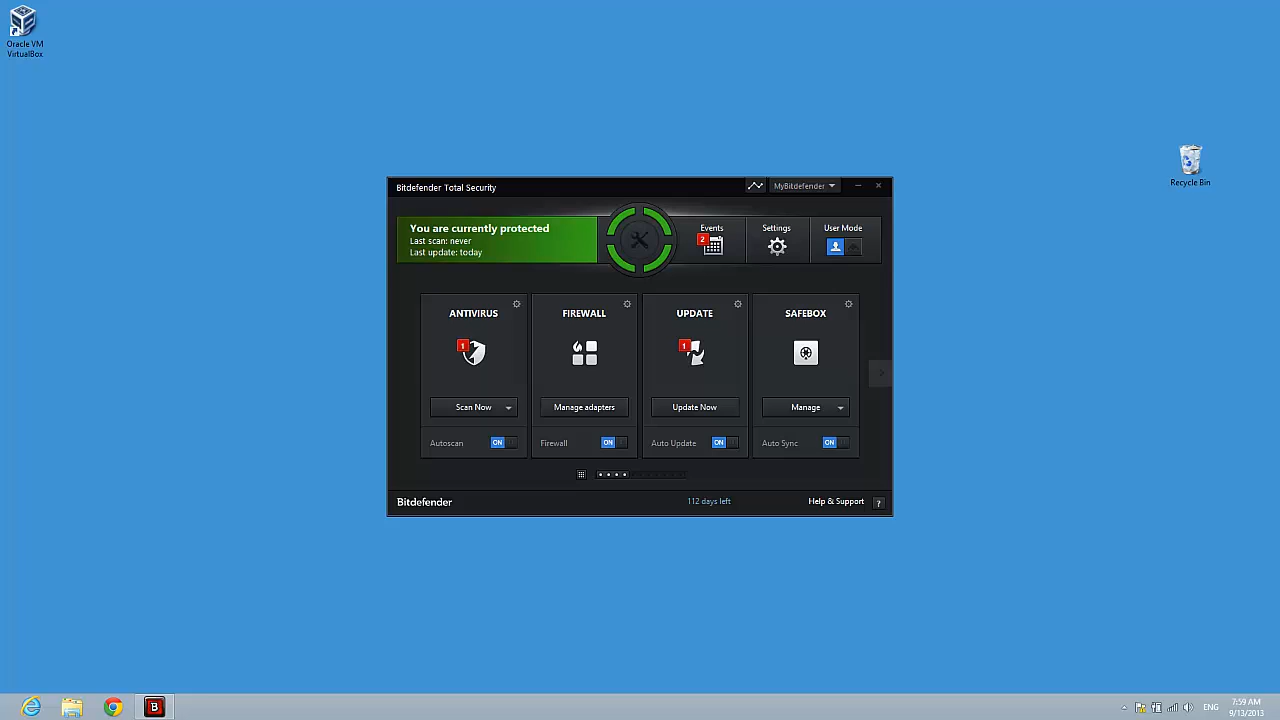 Oracle VM
VirtualBox
Recycle Bin
Bitdefender Total Security
MyBitdefender
You are currently protected
Last scan: never
Last update: today
Events
2
Settings
User Mode
ANTIVIRUS
FIREWALL
UPDATE
SAFEBOX
1
1
Scan Now
Manage adapters
Update Now
Manage
Autoscan ON
Firewall ON
Auto Update ON
Auto Sync ON
Bitdefender
112 days left
Help & Support
?
B
ENG
7:59 AM
9/13/2013